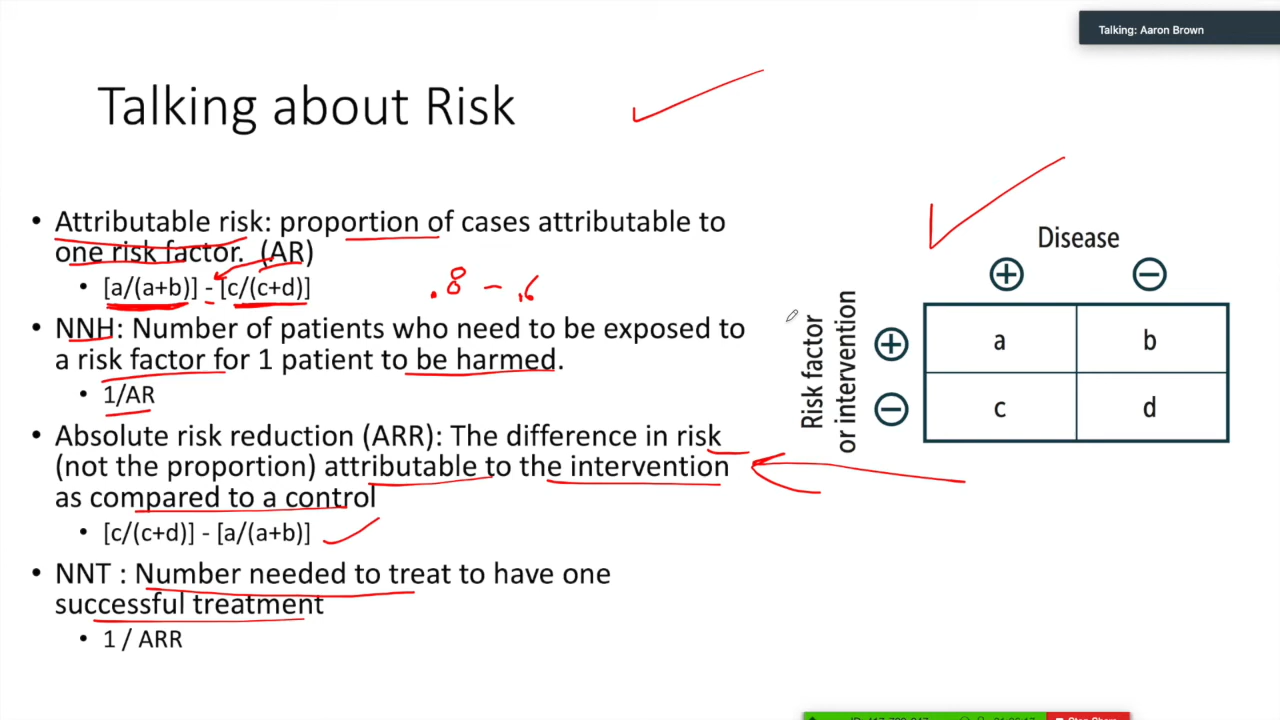 Talking: Aaron Brown
Talking about Risk
• Attributable risk: proportion of cases attributable to
one risk factor. (AR)
• [a/(a+b)] - [c/(c+d)]
.8 - .6
• NNH: Number of patients who need to be exposed to
a risk factor for 1 patient to be harmed.
• 1/AR
• Absolute risk reduction (ARR): The difference in risk
(not the proportion) attributable to the intervention
as compared to a control
• [c/(c+d)] - [a/(a+b)]
• NNT : Number needed to treat to have one
successful treatment
• 1 / ARR
Disease
+ −
Risk factor
or intervention
+ a b
− c d